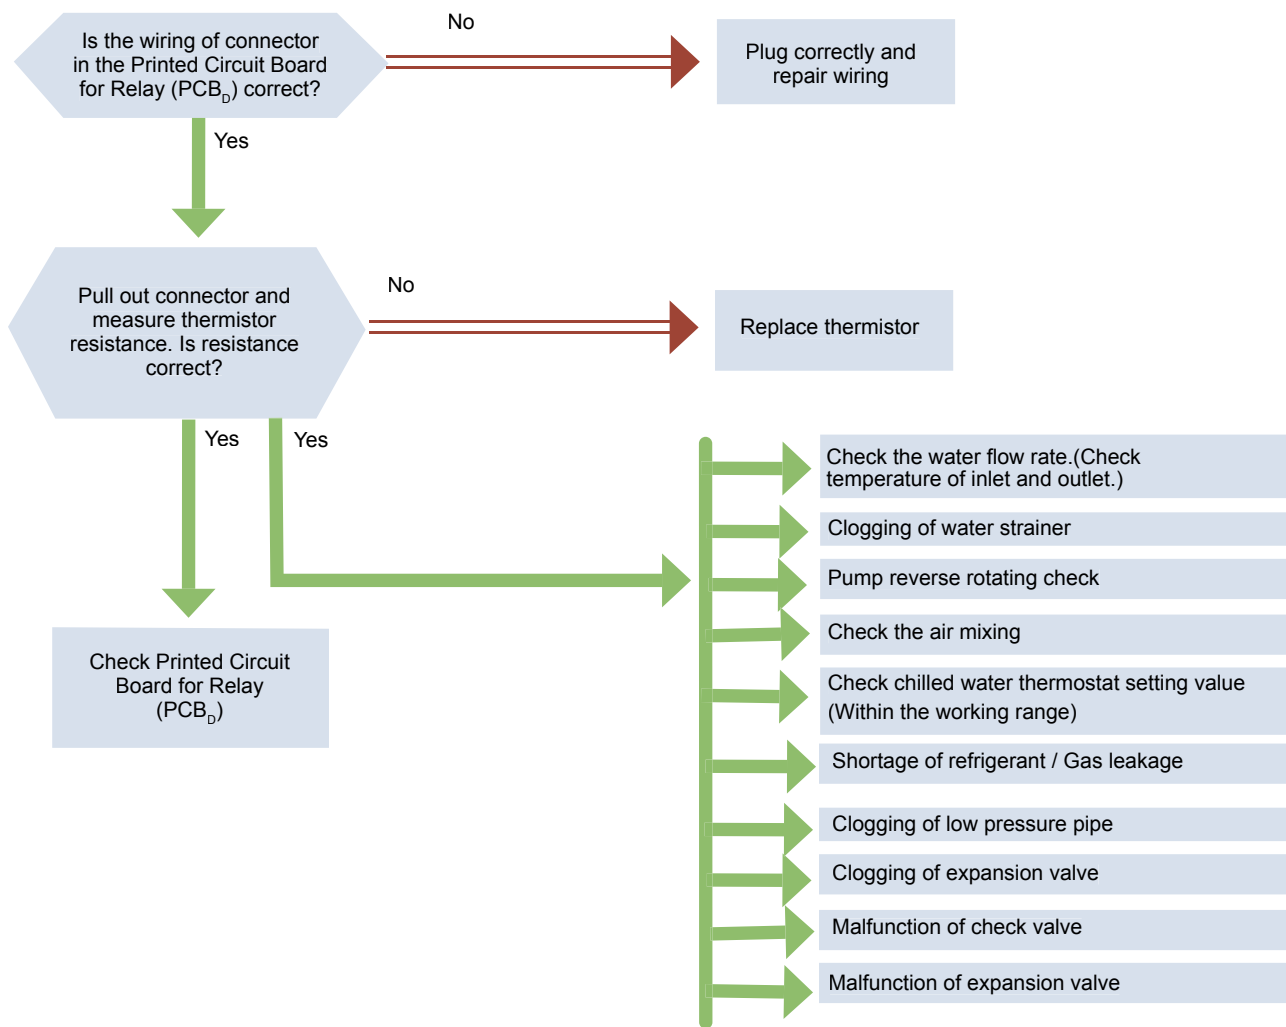 Is the wiring of connector
in the Printed Circuit Board
for Relay (PCB_D) correct?
No
Plug correctly and
repair wiring
Yes
Pull out connector and
measure thermistor
resistance. Is resistance
correct?
No
Replace thermistor
Yes
Yes
Check Printed Circuit
Board for Relay
(PCB_D)
Check the water flow rate.(Check
temperature of inlet and outlet.)
Clogging of water strainer
Pump reverse rotating check
Check the air mixing
Check chilled water thermostat setting value
(Within the working range)
Shortage of refrigerant / Gas leakage
Clogging of low pressure pipe
Clogging of expansion valve
Malfunction of check valve
Malfunction of expansion valve